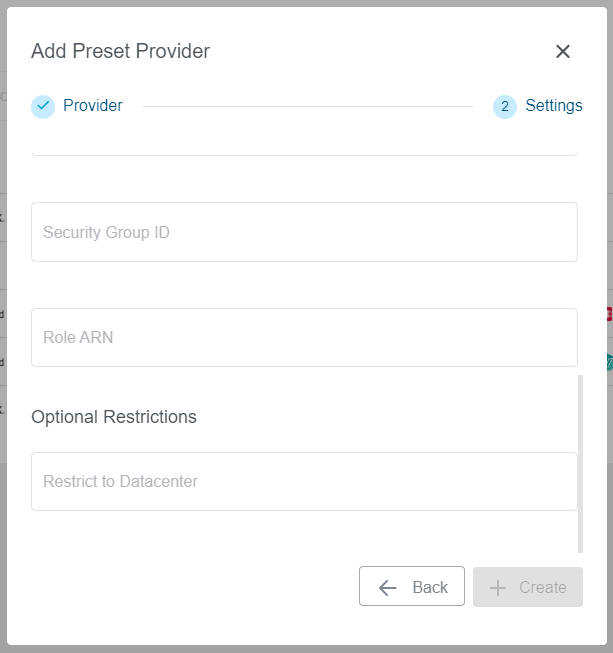 Add Preset Provider
Provider
2 Settings
Security Group ID
Role ARN
Optional Restrictions
Restrict to Datacenter
Back
Create